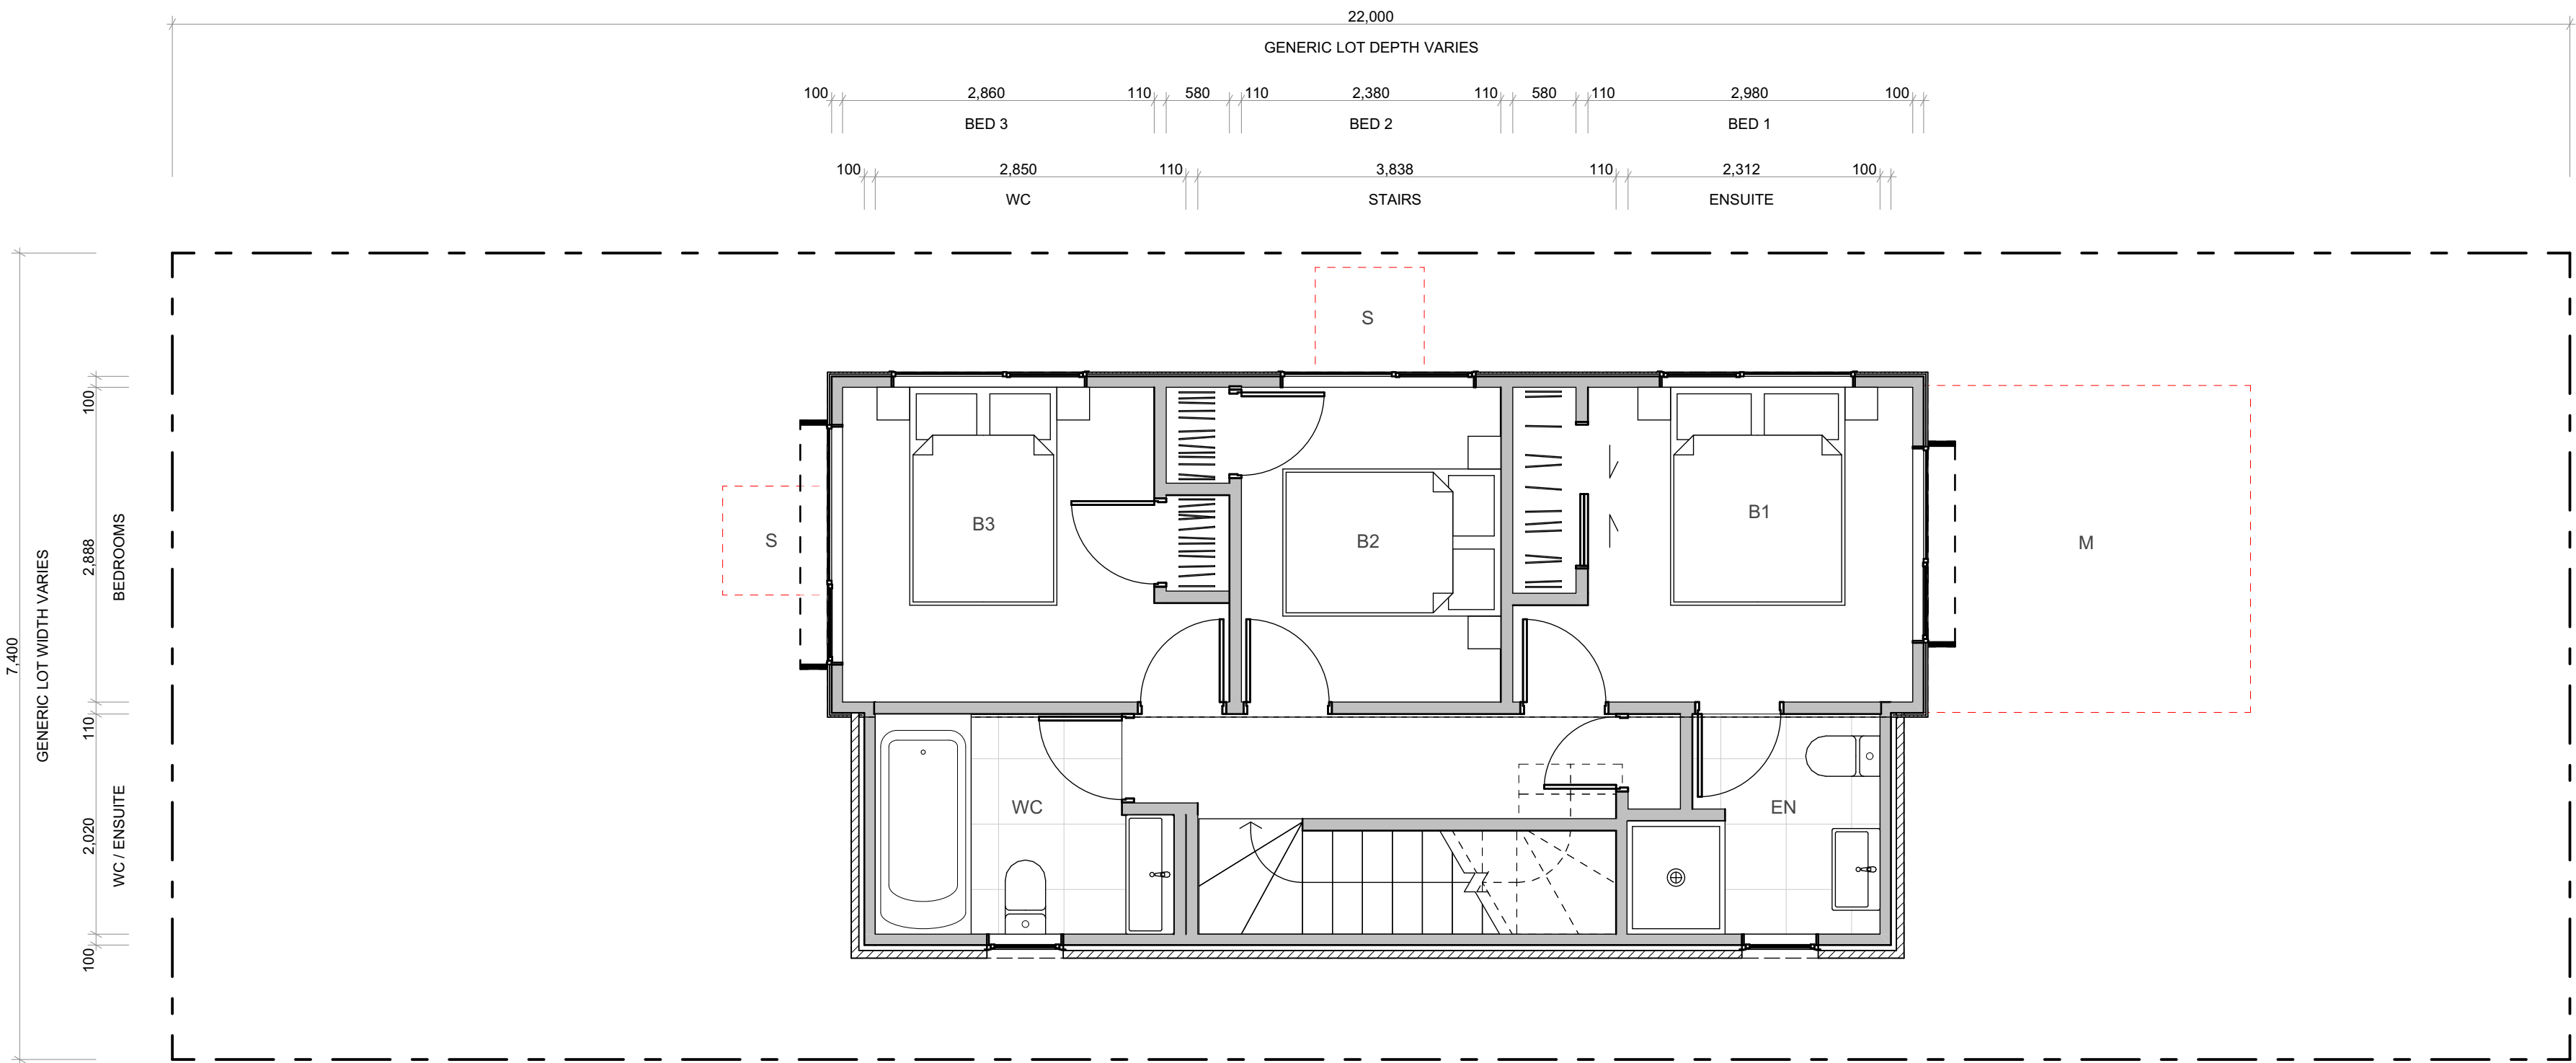 22,000
GENERIC LOT DEPTH VARIES
100 2,860 110 580 110 2,380 110 580 110 2,980 100
BED 3 BED 2 BED 1
100 2,850 110 3,838 110 2,312 100
WC STAIRS ENSUITE
7,400
GENERIC LOT WIDTH VARIES
100
2,888
BEDROOMS
110
2,020
WC / ENSUITE
100
S
S
B3
B2
B1
M
WC
EN